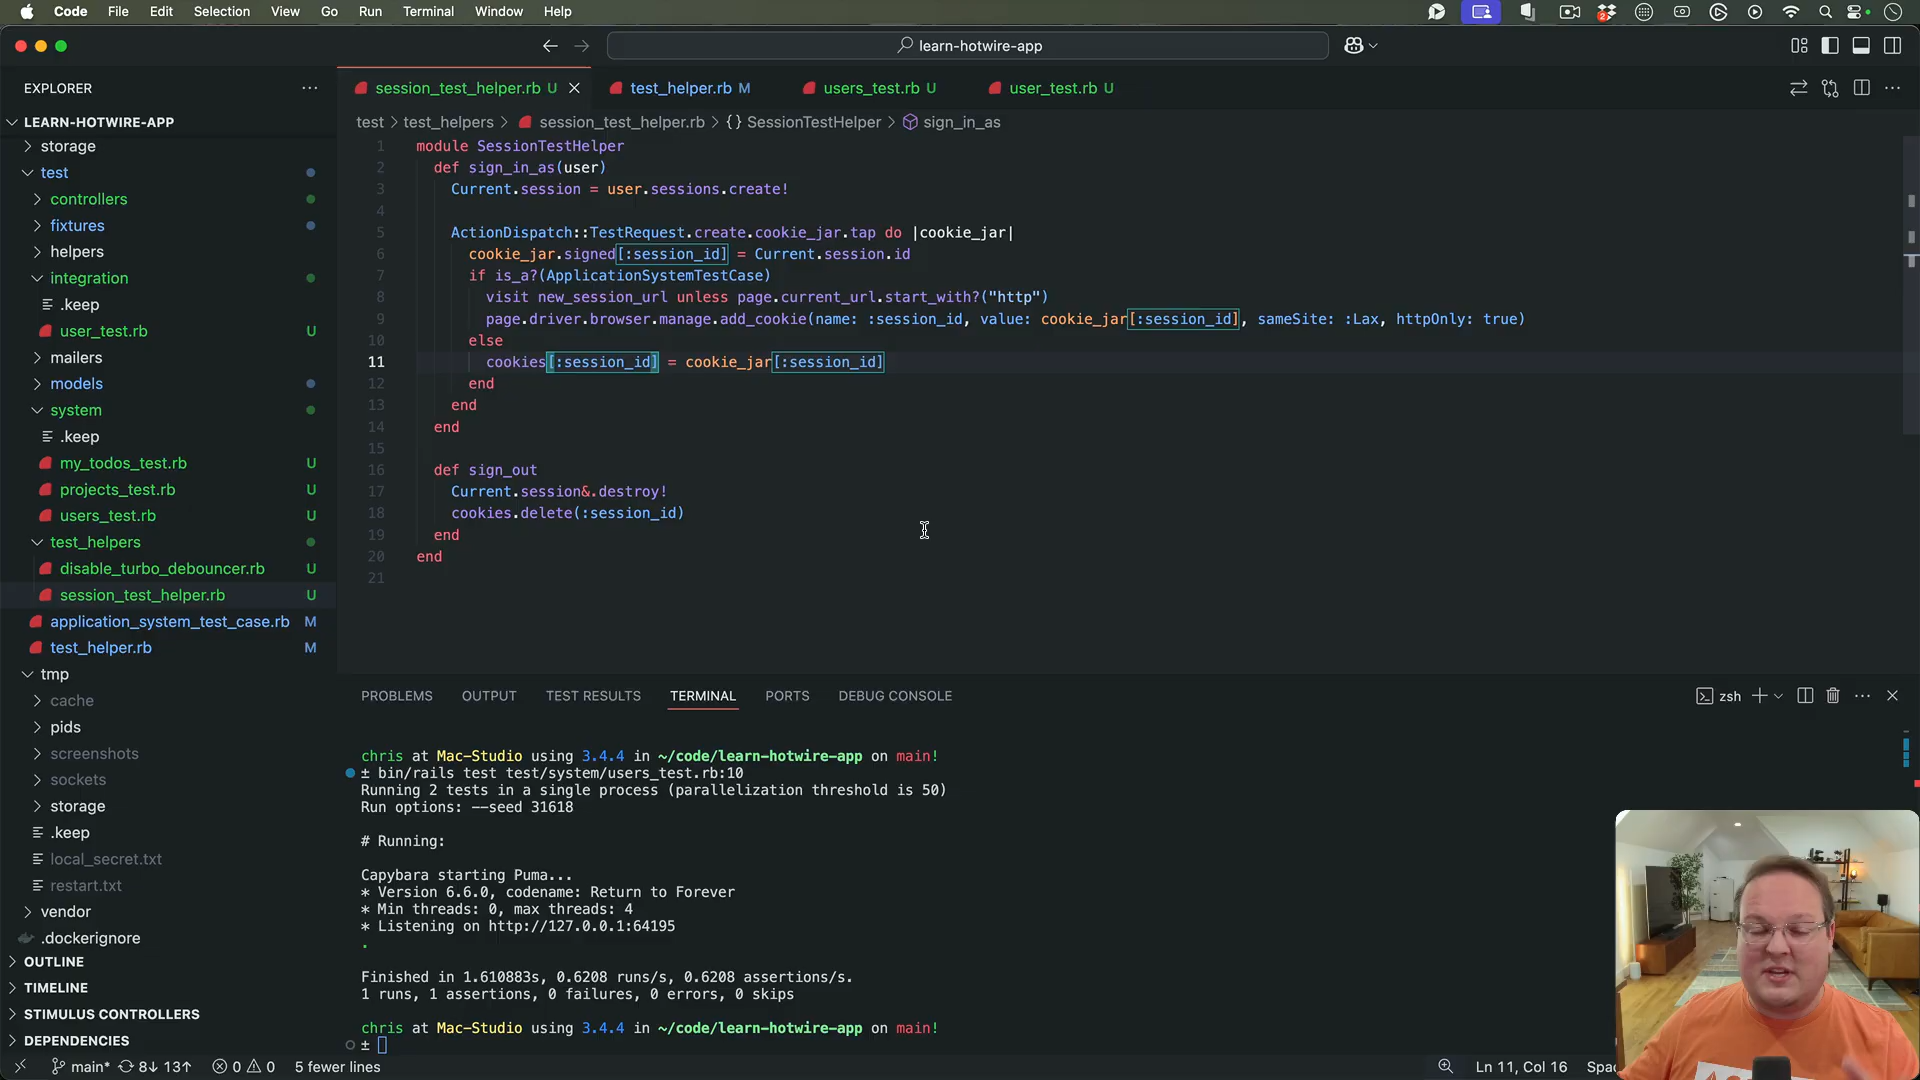 Code File Edit Selection View Go Run Terminal Window Help
learn-hotwire-app
EXPLORER
LEARN-HOTWIRE-APP
storage
test
controllers
fixtures
helpers
integration
.keep
user_test.rb U
mailers
models
system
.keep
my_todos_test.rb U
projects_test.rb U
users_test.rb U
test_helpers
disable_turbo_debouncer.rb U
session_test_helper.rb U
application_system_test_case.rb M
test_helper.rb M
tmp
cache
pids
screenshots
sockets
storage
.keep
local_secret.txt
restart.txt
vendor
.dockerignore
OUTLINE
TIMELINE
STIMULUS CONTROLLERS
DEPENDENCIES
session_test_helper.rb U test_helper.rb M users_test.rb U user_test.rb U
test > test_helpers > session_test_helper.rb > {} SessionTestHelper > sign_in_as
1 module SessionTestHelper
2 def sign_in_as(user)
3 Current.session = user.sessions.create!
4
5 ActionDispatch::TestRequest.create.cookie_jar.tap do |cookie_jar|
6 cookie_jar.signed[:session_id] = Current.session.id
7 if is_a?(ApplicationSystemTestCase)
8 visit new_session_url unless page.current_url.start_with?("http")
9 page.driver.browser.manage.add_cookie(name: :session_id, value: cookie_jar[:session_id], sameSite: :Lax, httpOnly: true)
10 else
11 cookies[:session_id] = cookie_jar[:session_id]
12 end
13 end
14 end
15
16 def sign_out
17 Current.session&.destroy!
18 cookies.delete(:session_id)
19 end
20 end
21
PROBLEMS OUTPUT TEST RESULTS TERMINAL PORTS DEBUG CONSOLE
zsh
chris at Mac-Studio using 3.4.4 in ~/code/learn-hotwire-app on main!
± bin/rails test test/system/users_test.rb:10
Running 2 tests in a single process (parallelization threshold is 50)
Run options: --seed 31618
# Running:
Capybara starting Puma...
* Version 6.6.0, codename: Return to Forever
* Min threads: 0, max threads: 4
* Listening on http://127.0.0.1:64195
.
Finished in 1.610883s, 0.6208 runs/s, 0.6208 assertions/s.
1 runs, 1 assertions, 0 failures, 0 errors, 0 skips
chris at Mac-Studio using 3.4.4 in ~/code/learn-hotwire-app on main!
±
main* 8↓ 13↑ 0 0 5 fewer lines
Ln 11, Col 16